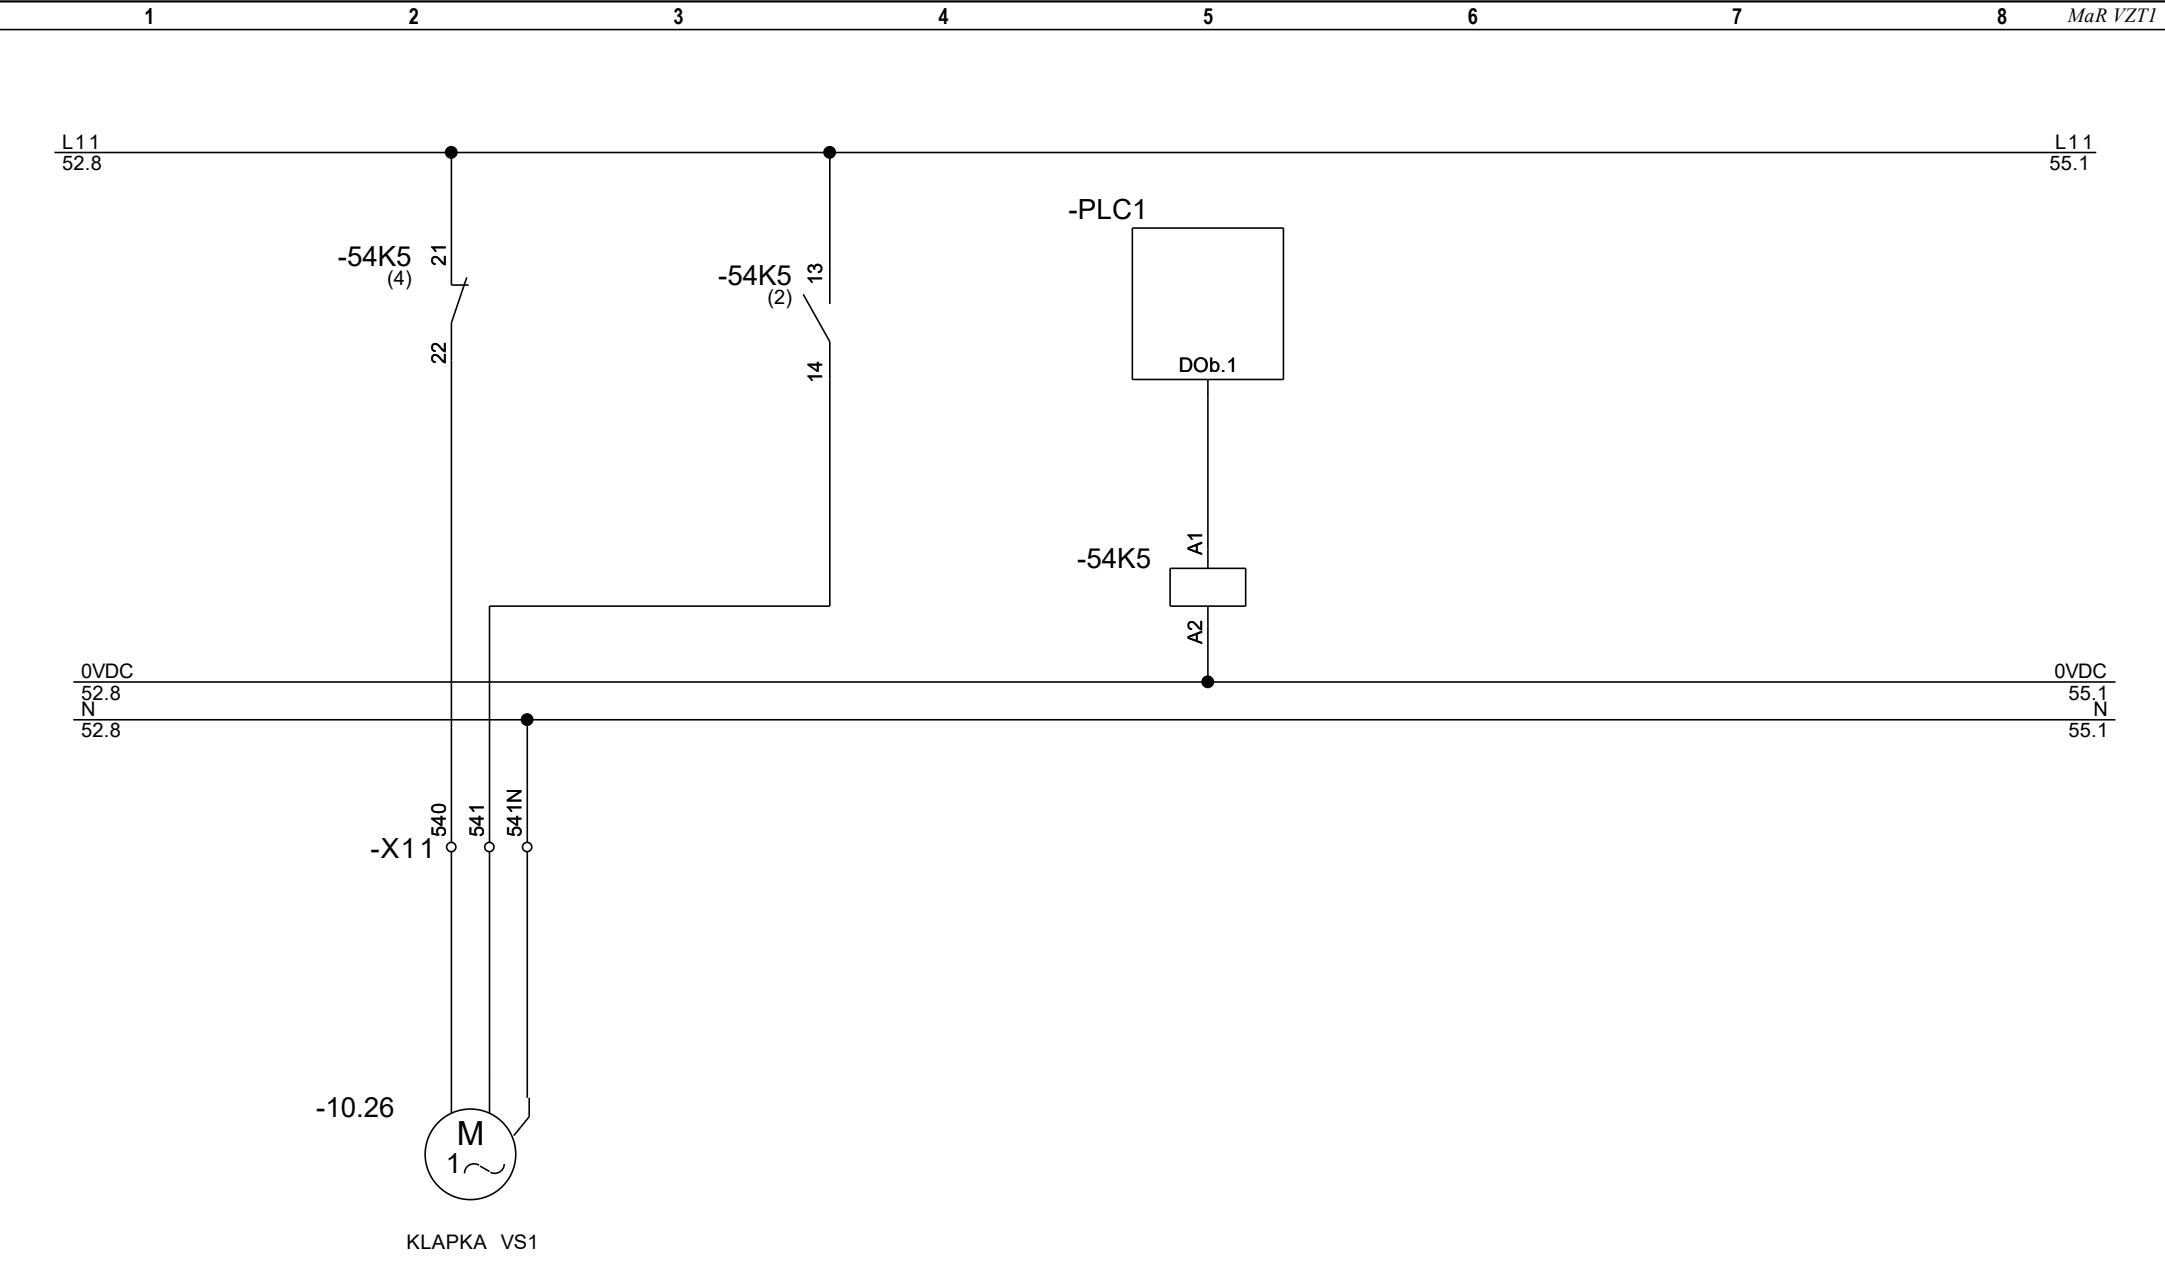 1 2 3 4 5 6 7 8 MaR VZT1
L11 L11
52.8 55.1
-PLC1
-54K5 21
(4)
-54K5 13
(2)
22
14
DOb.1
A1
-54K5
A2
0VDC 0VDC
52.8 55.1
N N
52.8 55.1
540 541 541N
-X11
-10.26
M
1~
KLAPKA VS1